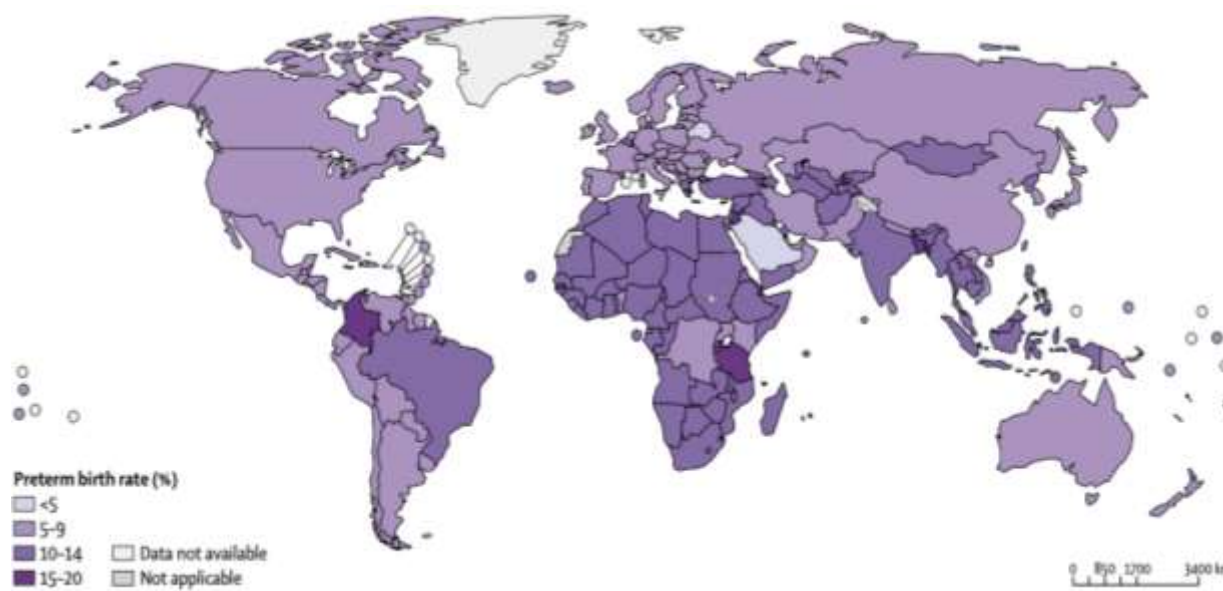 Preterm birth rate (%)
<5
5–9
10–14 Data not available
15–20 Not applicable
0 850 1700 3400 k